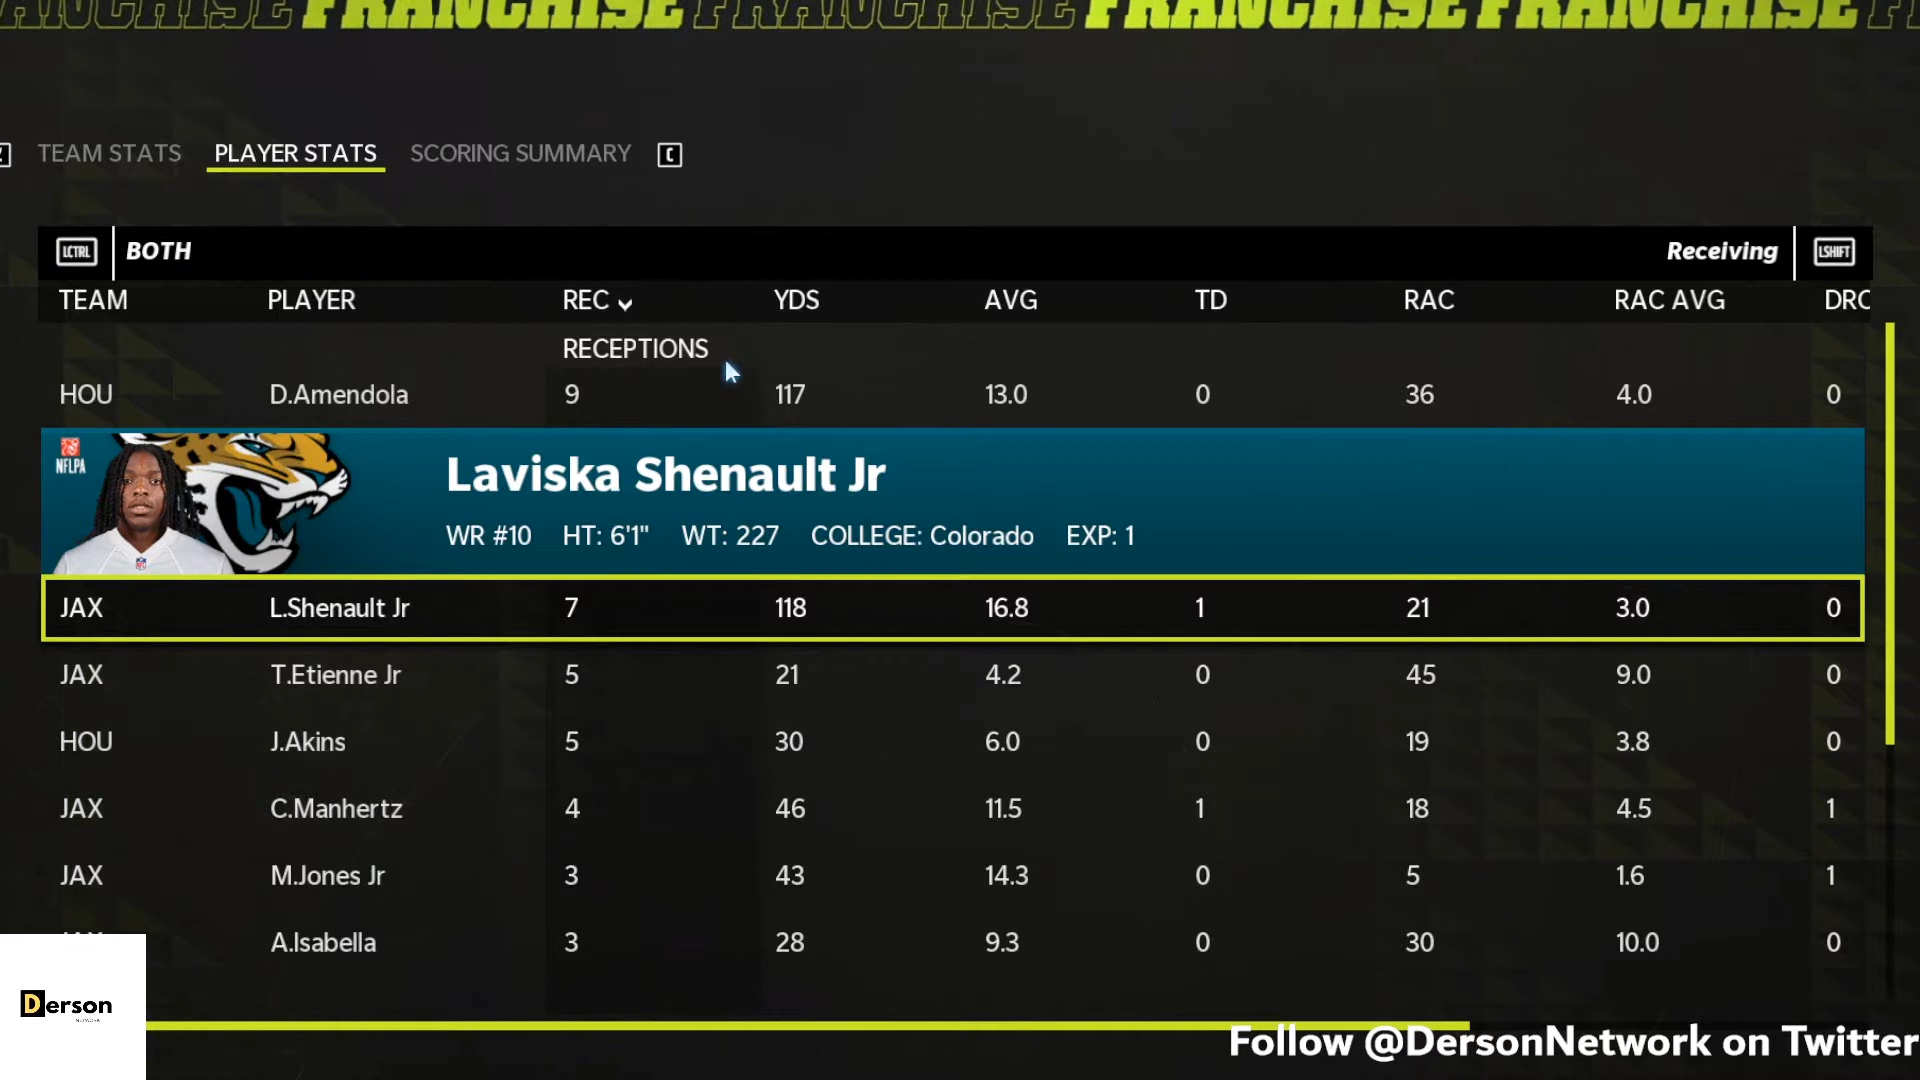 FRANCHISE FRANCHISE FRANCHISE FRANCHISE
TEAM STATS PLAYER STATS SCORING SUMMARY C
LCTRL BOTH Receiving LSHIFT
TEAM PLAYER REC YDS AVG TD RAC RAC AVG
RECEPTIONS
HOU D.Amendola 9 117 13.0 0 36 4.0 0
NFLPA
Laviska Shenault Jr
WR #10 HT: 6'1" WT: 227 COLLEGE: Colorado EXP: 1
JAX L.Shenault Jr 7 118 16.8 1 21 3.0 0
JAX T.Etienne Jr 5 21 4.2 0 45 9.0 0
HOU J.Akins 5 30 6.0 0 19 3.8 0
JAX C.Manhertz 4 46 11.5 1 18 4.5 1
JAX M.Jones Jr 3 43 14.3 0 5 1.6 1
A.Isabella 3 28 9.3 0 30 10.0 0
Derson
NETWORK
Follow @DersonNetwork on Twitter